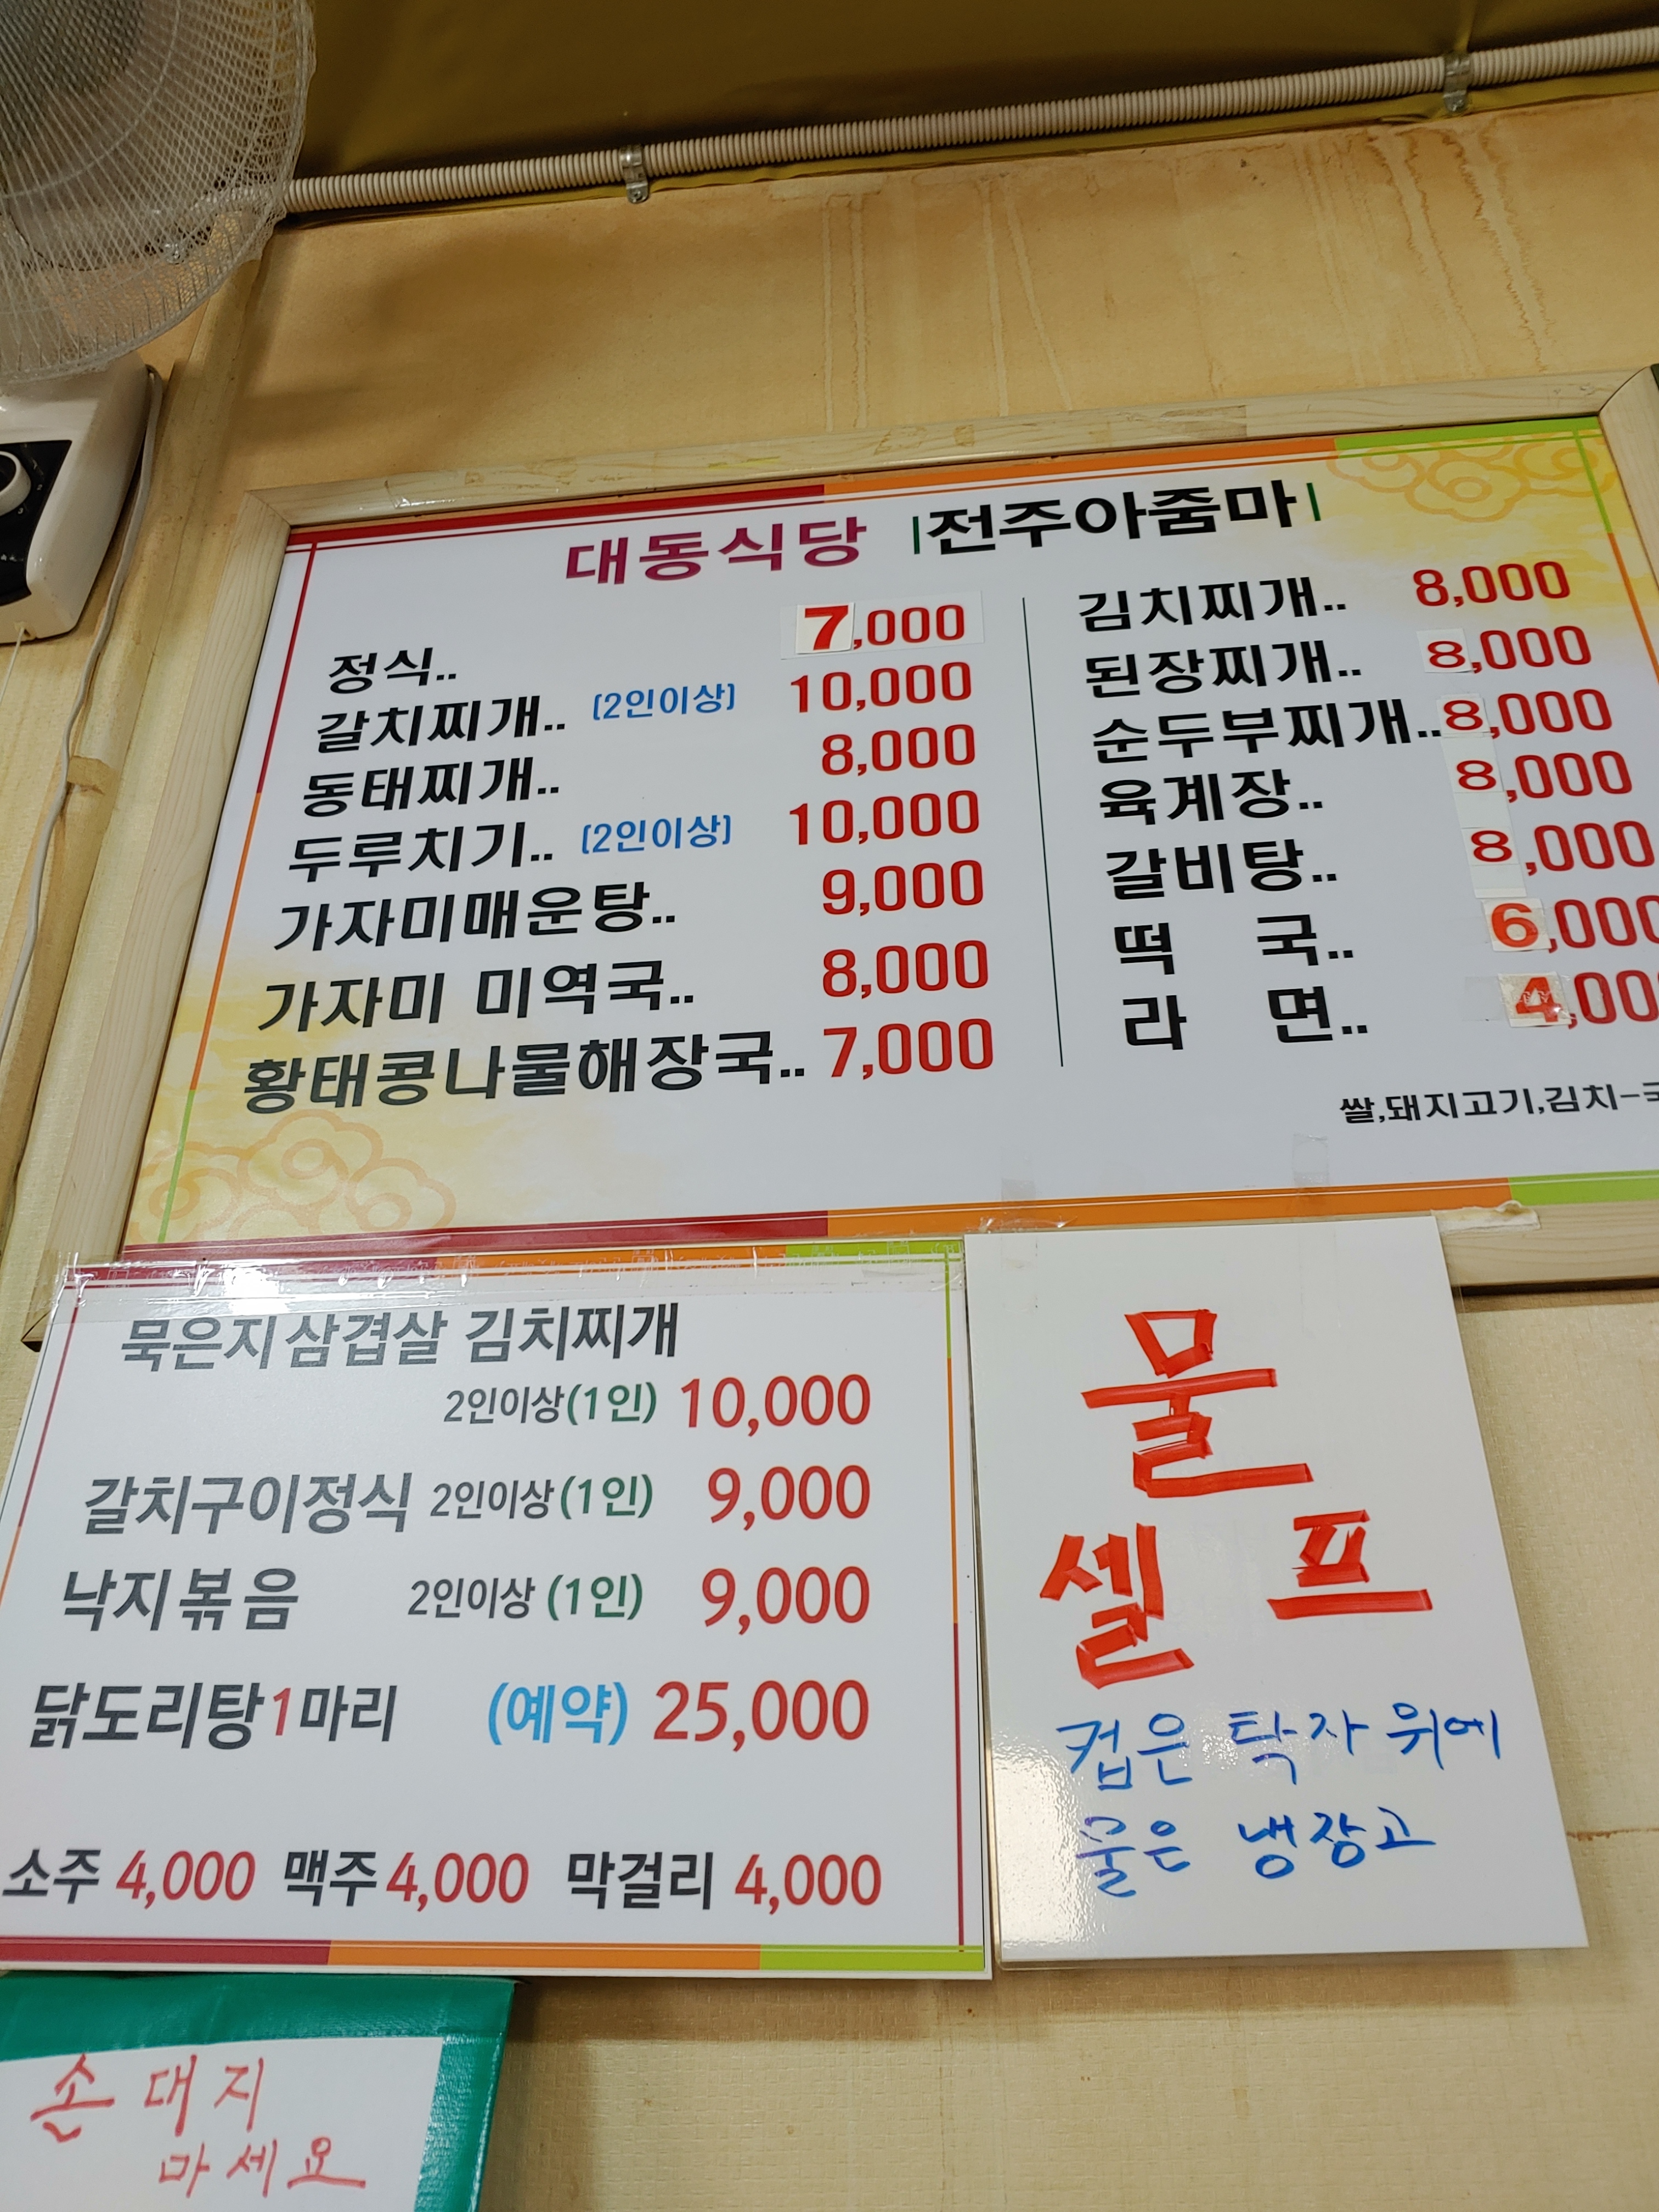 대동식당 |전주아줌마|
정식.. 7,000
갈치찌개.. (2인이상) 10,000
동태찌개.. 8,000
두루치기.. (2인이상) 10,000
가자미매운탕.. 9,000
가자미 미역국.. 8,000
황태콩나물해장국.. 7,000
김치찌개.. 8,000
된장찌개.. 8,000
순두부찌개.. 8,000
육계장.. 8,000
갈비탕.. 8,000
떡 국.. 6,000
라 면.. 4,00
쌀,돼지고기,김치-
묵은지삼겹살 김치찌개
2인이상(1인) 10,000
갈치구이정식 2인이상(1인) 9,000
낙지볶음 2인이상 (1인) 9,000
닭도리탕1마리 (예약) 25,000
소주 4,000 맥주 4,000 막걸리 4,000
물
셀 프
컵은 탁자 위에
물은 냉장고
손대지
마세요